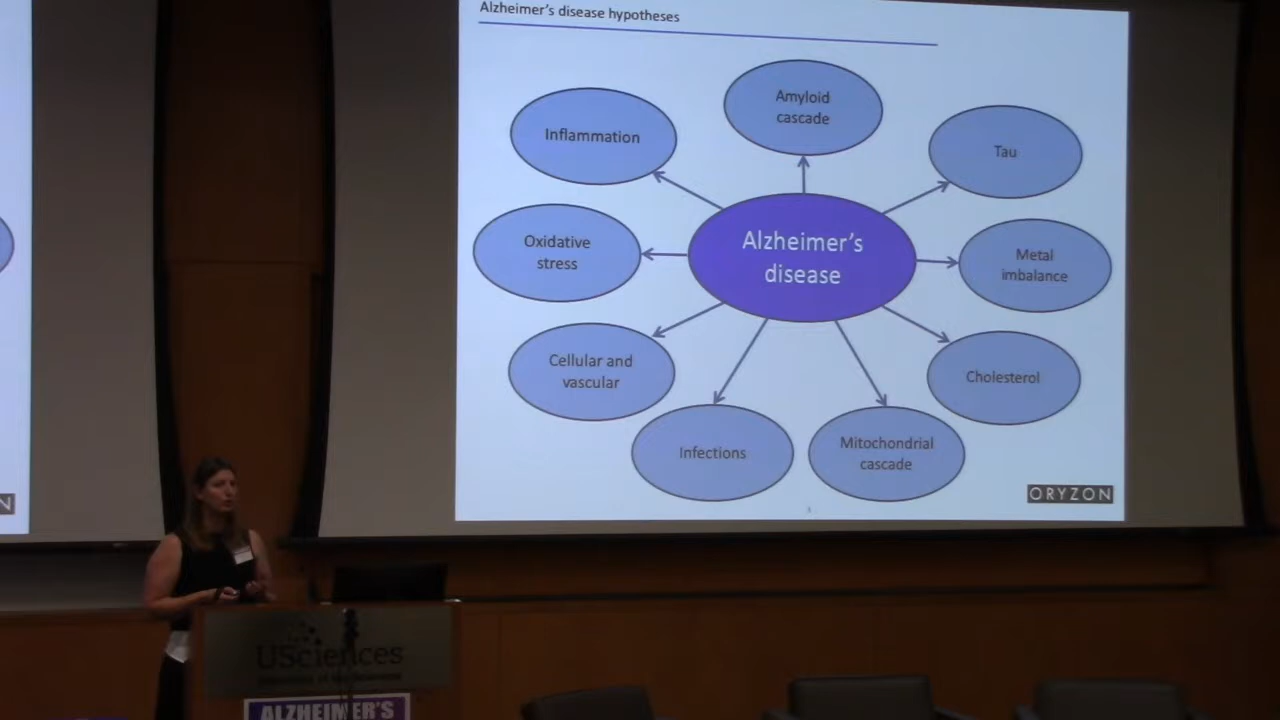 Alzheimer's disease hypotheses
Amyloid
cascade
Inflammation
Tau
Oxidative
stress
Alzheimer's
disease
Metal
imbalance
Cellular and
vascular
Cholesterol
Infections
Mitochondrial
cascade
ORYZON
N
USciences
ALZHEIMER'S